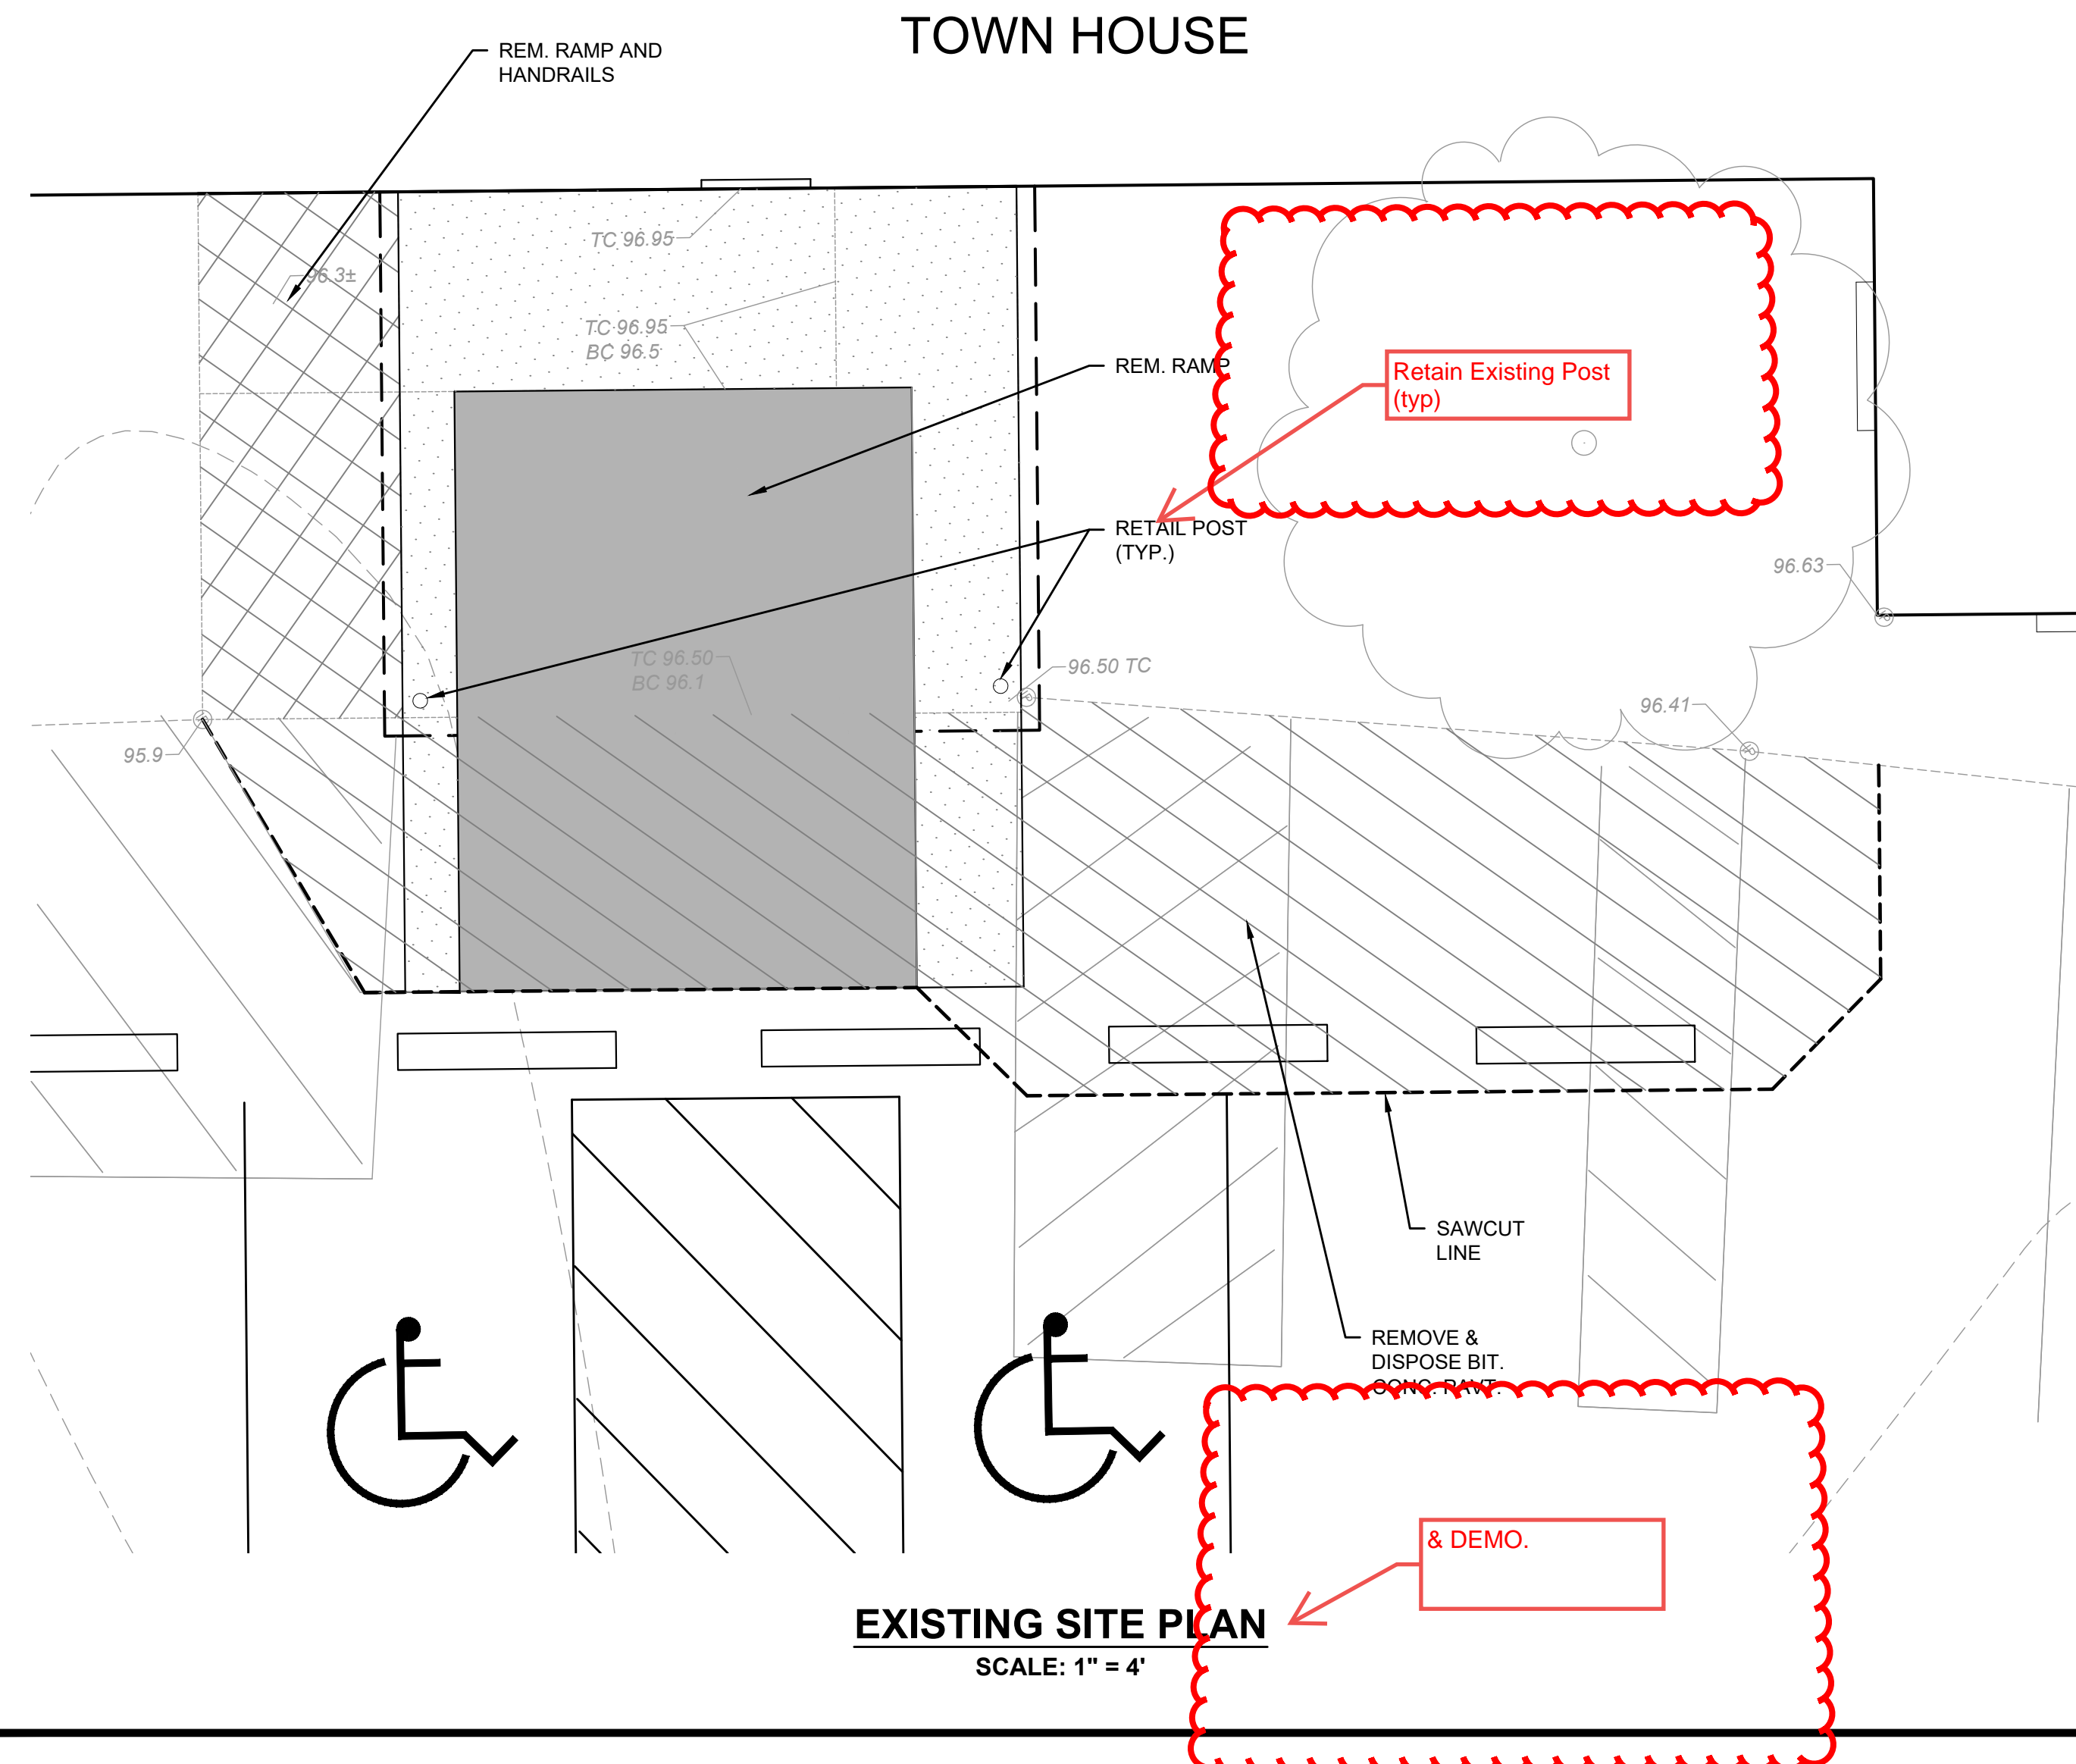 TOWN HOUSE
REM. RAMP AND
HANDRAILS
TC 96.95
96.3±
TC 96.95
BC 96.5
REM. RAMP
Retain Existing Post
(typ)
RETAIL POST
(TYP.)
96.63
TC 96.50
BC 96.1
96.50 TC
96.41
95.9
SAWCUT
LINE
REMOVE &
DISPOSE BIT.
CONC. PAVT.
& DEMO.
EXISTING SITE PLAN
SCALE: 1" = 4'